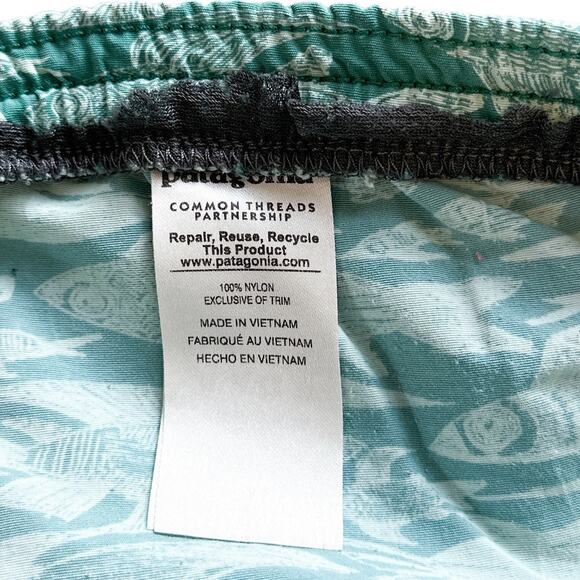 patagonia
COMMON THREADS
PARTNERSHIP
Repair, Reuse, Recycle
This Product
www.patagonia.com
100% NYLON
EXCLUSIVE OF TRIM
MADE IN VIETNAM
FABRIQUÉ AU VIETNAM
HECHO EN VIETNAM